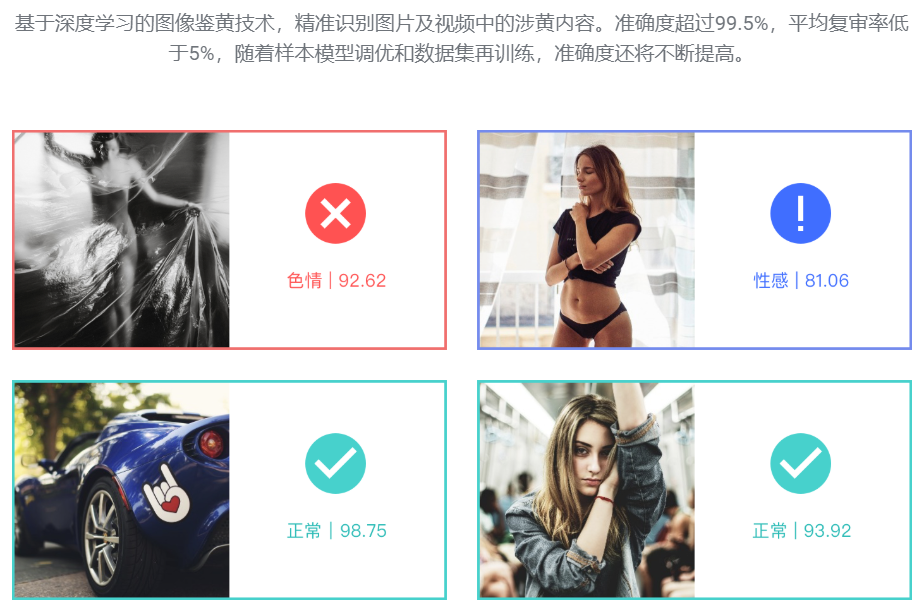 基于深度学习的图像鉴黄技术，精准识别图片及视频中的涉黄内容。准确度超过99.5%，平均复审率低
于5%，随着样本模型调优和数据集再训练，准确度还将不断提高。
色情 | 92.62
性感 | 81.06
正常 | 98.75
正常 | 93.92